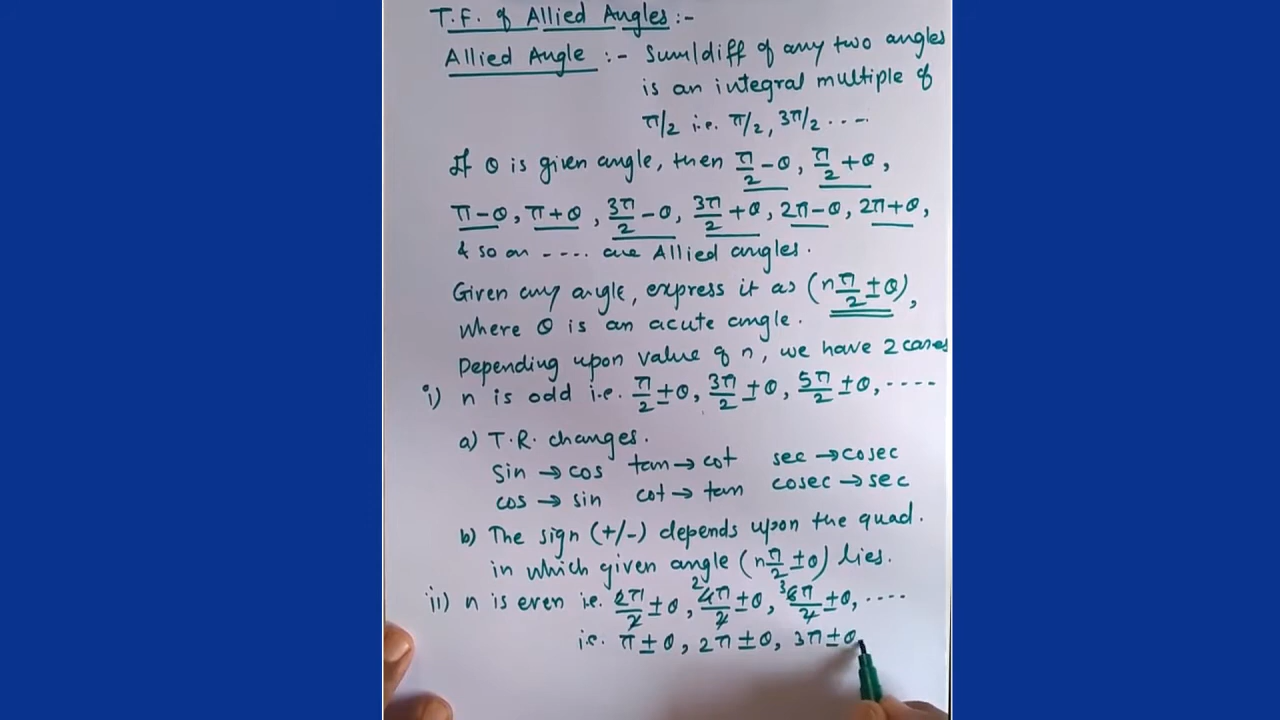 T.F. of Allied Angles :-
Allied Angle :- Sum/diff of any two angles
is an integral multiple of
π/2 i.e. π/2, 3π/2 ----
If θ is given angle, then π/2 - θ, π/2 + θ,
π-θ, π+θ, 3π/2 - θ, 3π/2 + θ, 2π-θ, 2π+θ,
& so on ---- are Allied angles.
Given any angle, express it as (nπ/2 ± θ),
where θ is an acute angle.
Depending upon value of n, we have 2 cases
i) n is odd i.e. π/2 ± θ, 3π/2 ± θ, 5π/2 ± θ, ----
a) T.R. changes.
sin → cos tan → cot sec → cosec
cos → sin cot → tan cosec → sec
b) The sign (+/-) depends upon the quad.
in which given angle (nπ/2 ± θ) lies.
ii) n is even i.e. 2π/2 ± θ, 2 4π/2 ± θ, 3 6π/2 ± θ, ----
i.e. π ± θ, 2π ± θ, 3π ± θ